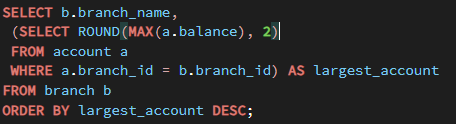 SELECT b.branch_name,
(SELECT ROUND(MAX(a.balance), 2)
FROM account a
WHERE a.branch_id = b.branch_id) AS largest_account
FROM branch b
ORDER BY largest_account DESC;